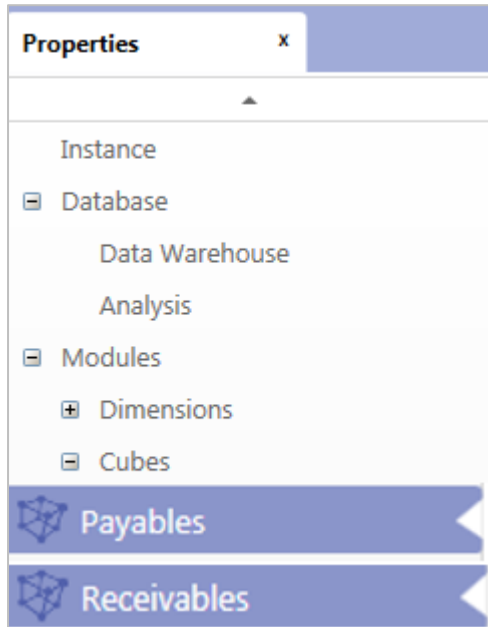 Properties x
Instance
Database
Data Warehouse
Analysis
Modules
Dimensions
Cubes
Payables
Receivables